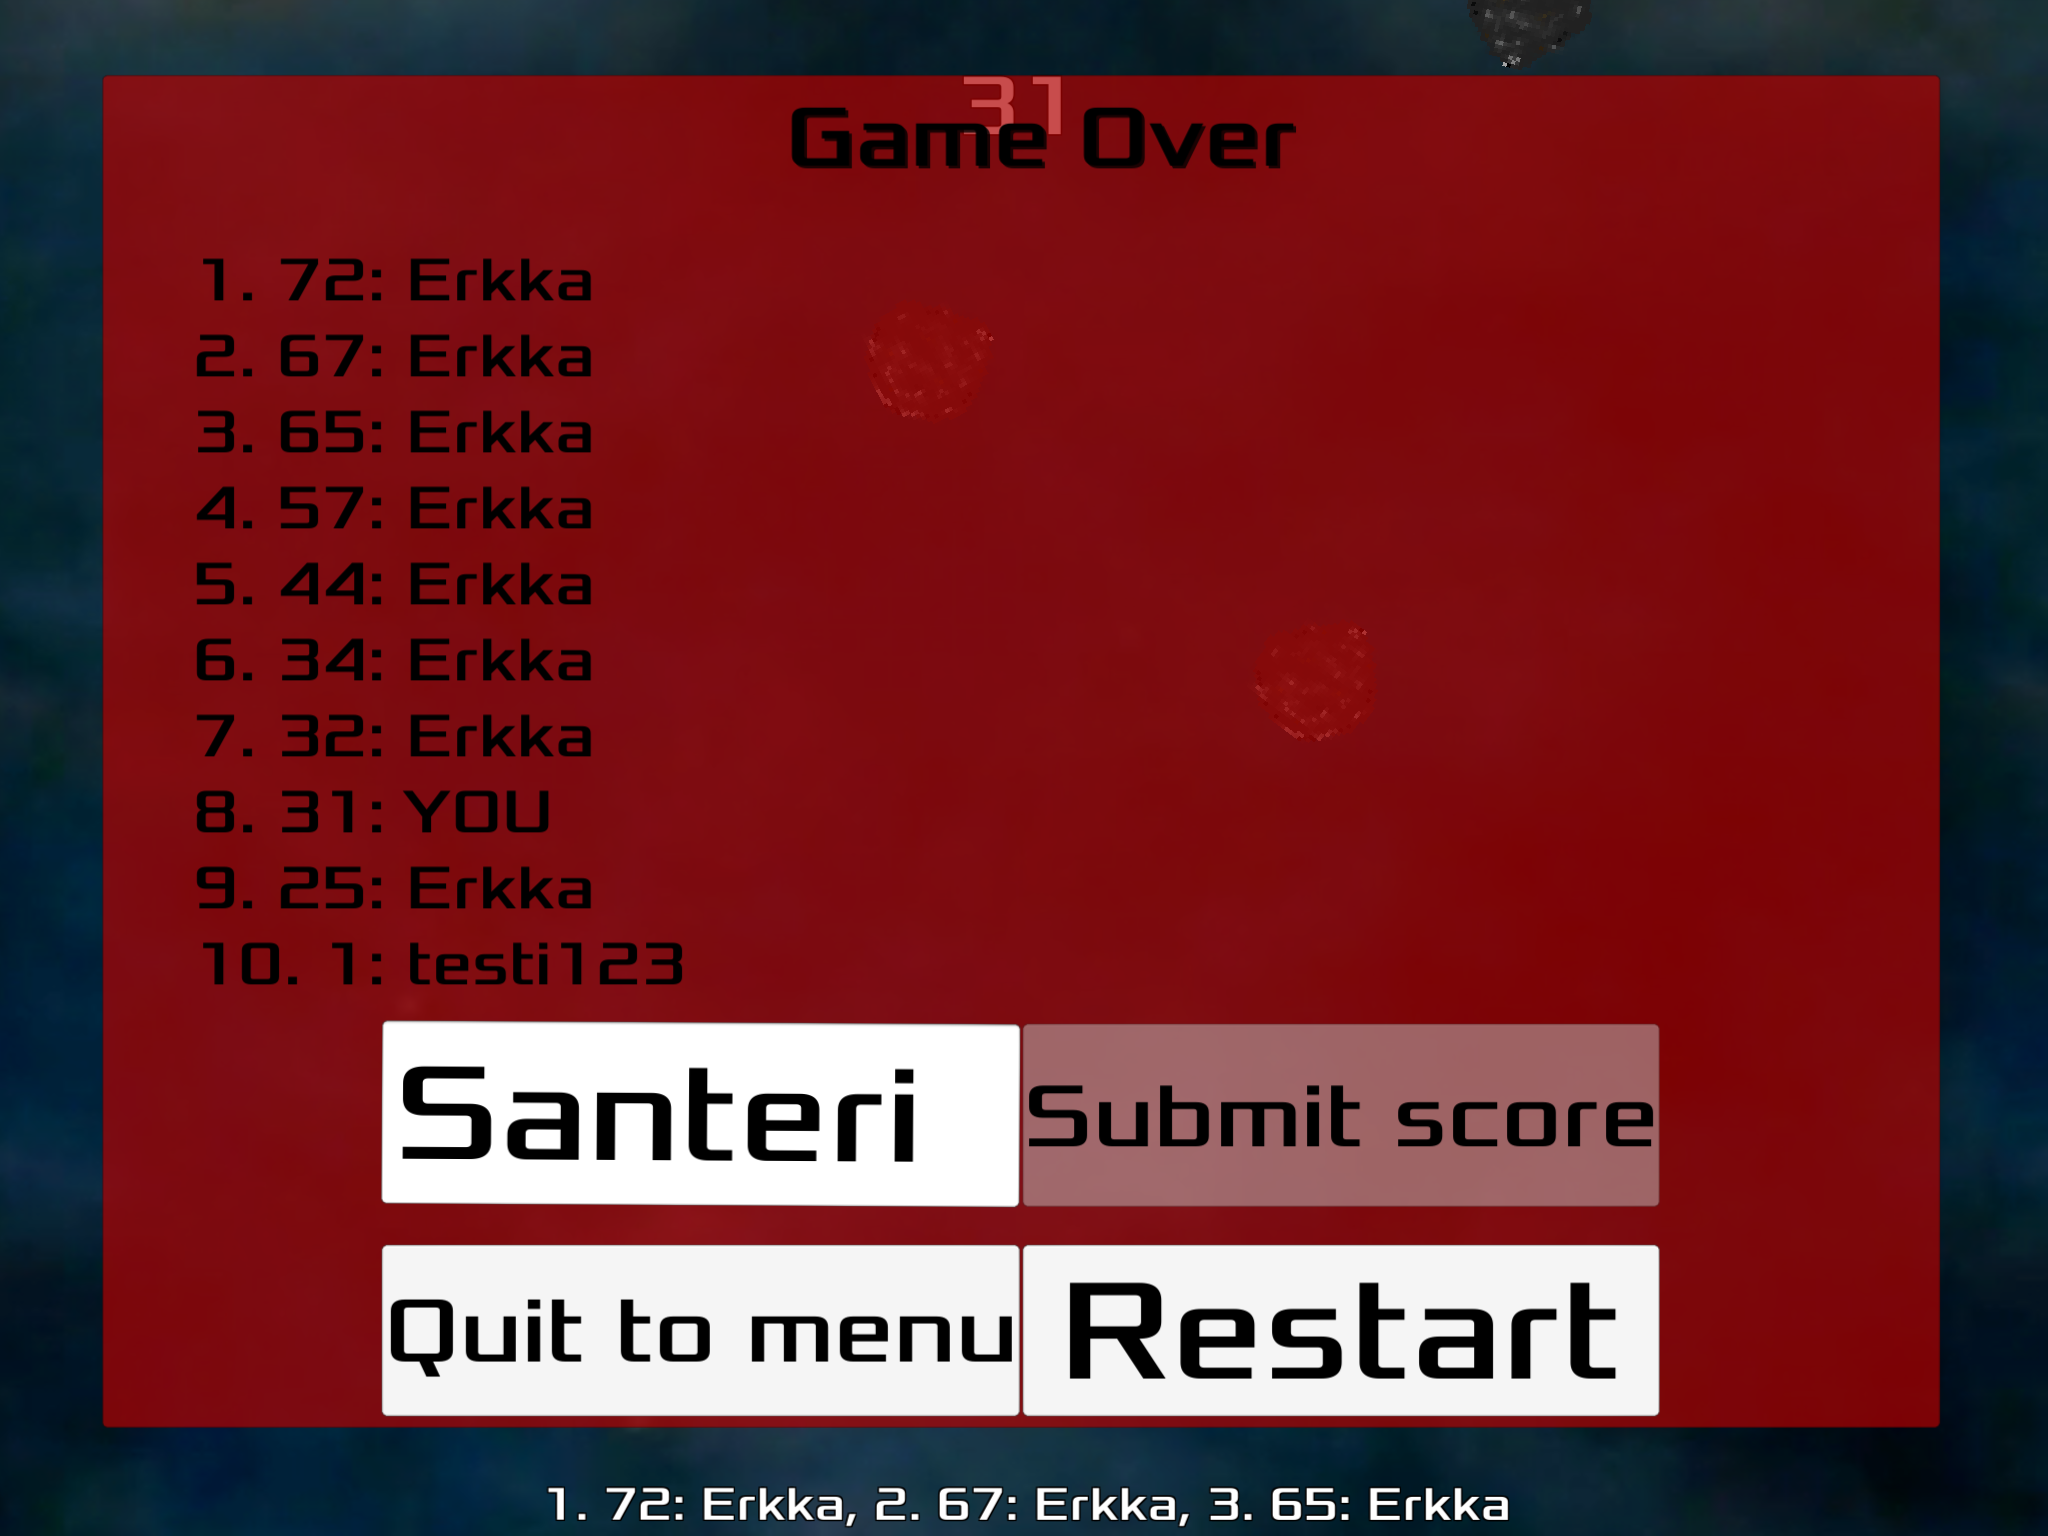 31
Game Over
1. 72: Erkka
2. 67: Erkka
3. 65: Erkka
4. 57: Erkka
5. 44: Erkka
6. 34: Erkka
7. 32: Erkka
8. 31: YOU
9. 25: Erkka
10. 1: testi123
Santeri
Submit score
Quit to menu
Restart
1. 72: Erkka, 2. 67: Erkka, 3. 65: Erkka